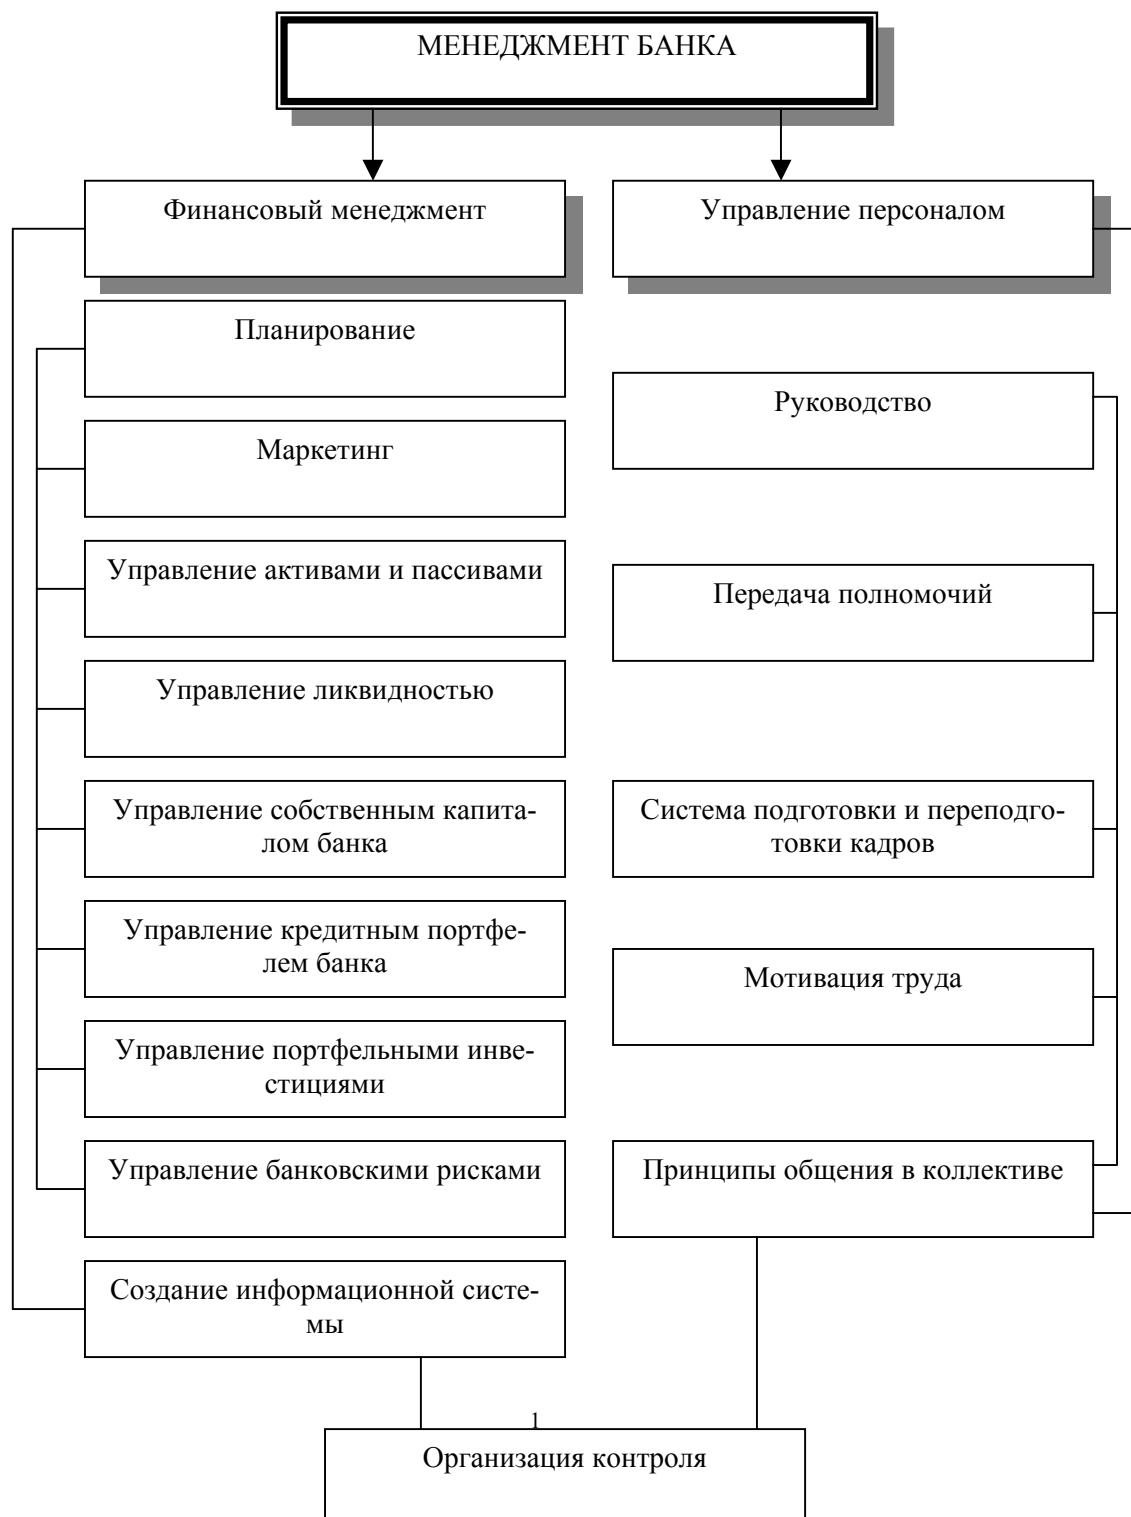 МЕНЕДЖМЕНТ БАНКА
Финансовый менеджмент
Управление персоналом
Планирование
Руководство
Маркетинг
Управление активами и пассивами
Передача полномочий
Управление ликвидностью
Управление собственным капита-
лом банка
Система подготовки и переподго-
товки кадров
Управление кредитным портфе-
лем банка
Мотивация труда
Управление портфельными инве-
стициями
Управление банковскими рисками
Принципы общения в коллективе
Создание информационной систе-
мы
1
Организация контроля